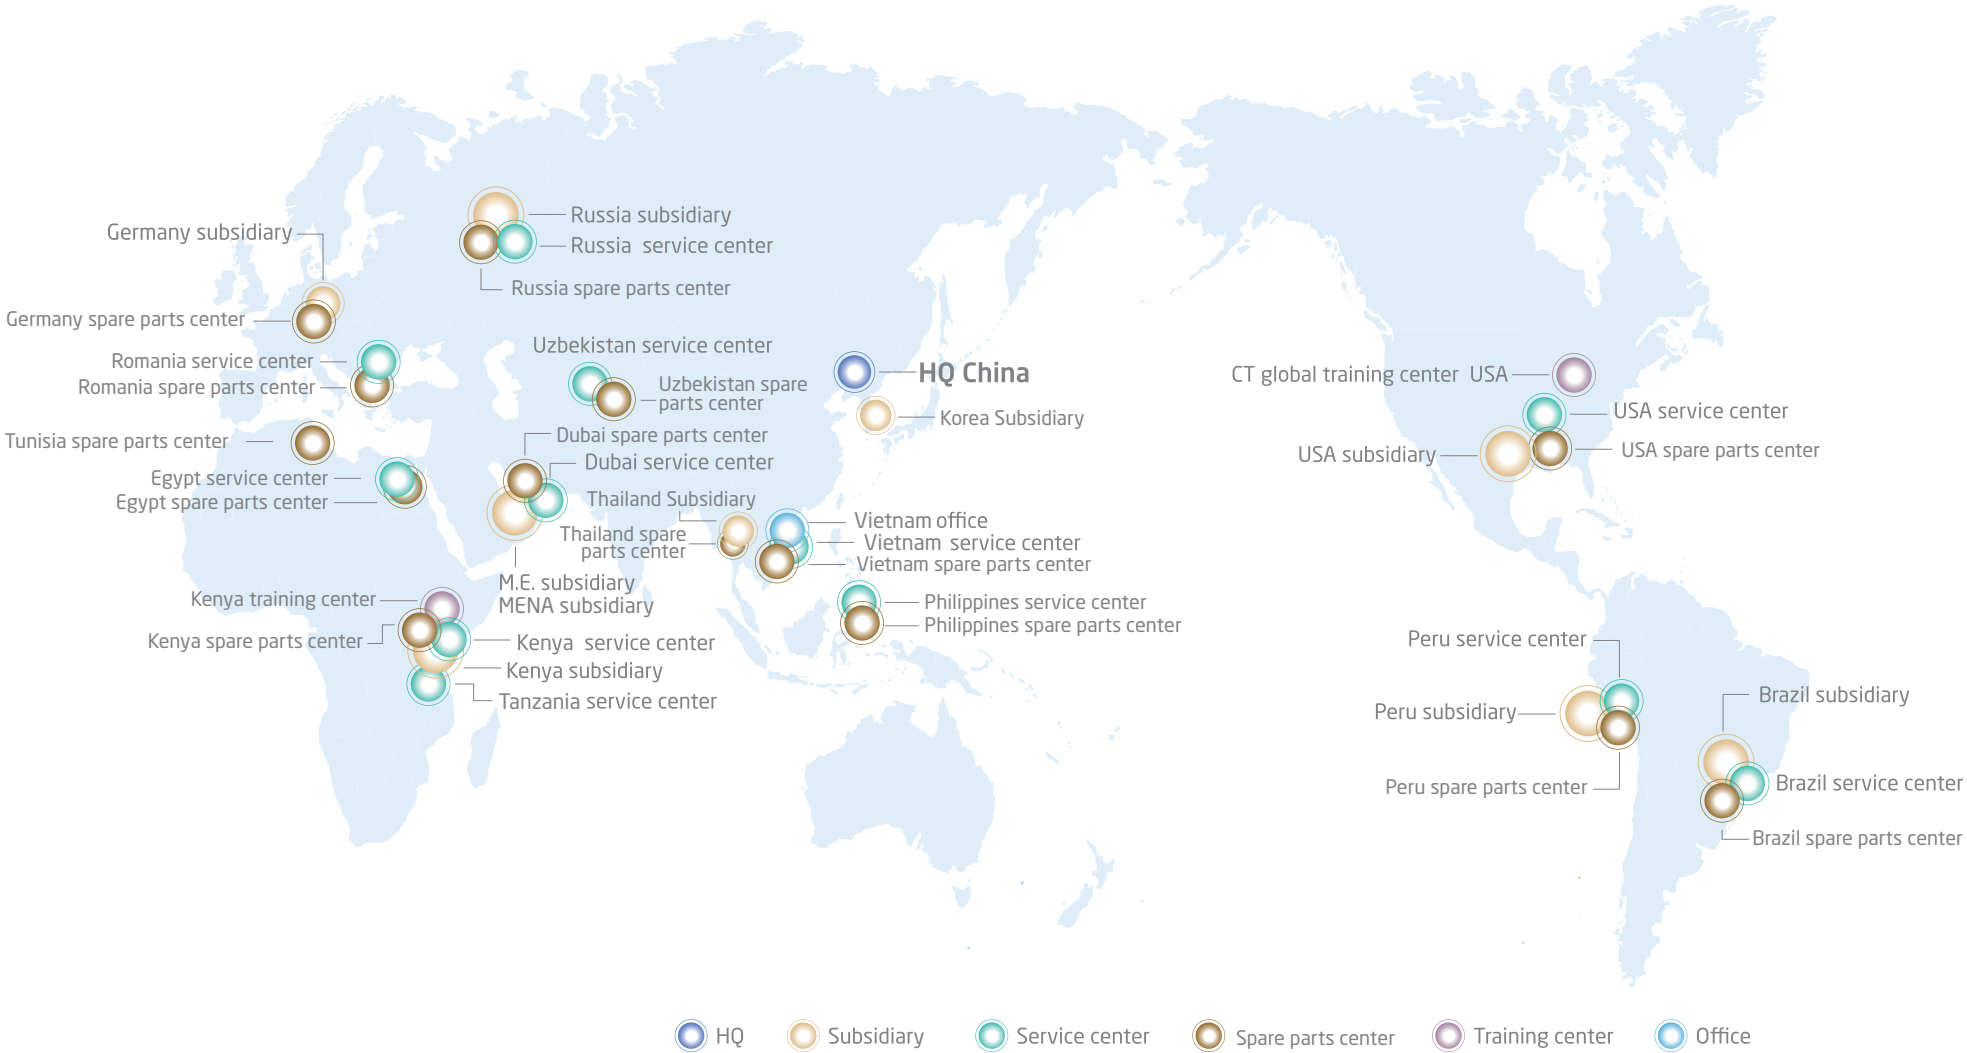 Russia subsidiary
Russia service center
Russia spare parts center
Germany subsidiary
Germany spare parts center
Romania service center
Romania spare parts center
Tunisia spare parts center
Egypt service center
Egypt spare parts center
Uzbekistan service center
Uzbekistan spare
parts center
HQ China
Korea Subsidiary
Dubai spare parts center
Dubai service center
M.E. subsidiary
MENA subsidiary
Thailand Subsidiary
Thailand spare
parts center
Vietnam office
Vietnam service center
Vietnam spare parts center
Philippines service center
Philippines spare parts center
Kenya training center
Kenya spare parts center
Kenya service center
Kenya subsidiary
Tanzania service center
CT global training center USA
USA service center
USA subsidiary
USA spare parts center
Peru service center
Peru subsidiary
Peru spare parts center
Brazil subsidiary
Brazil service center
Brazil spare parts center
HQ
Subsidiary
Service center
Spare parts center
Training center
Office